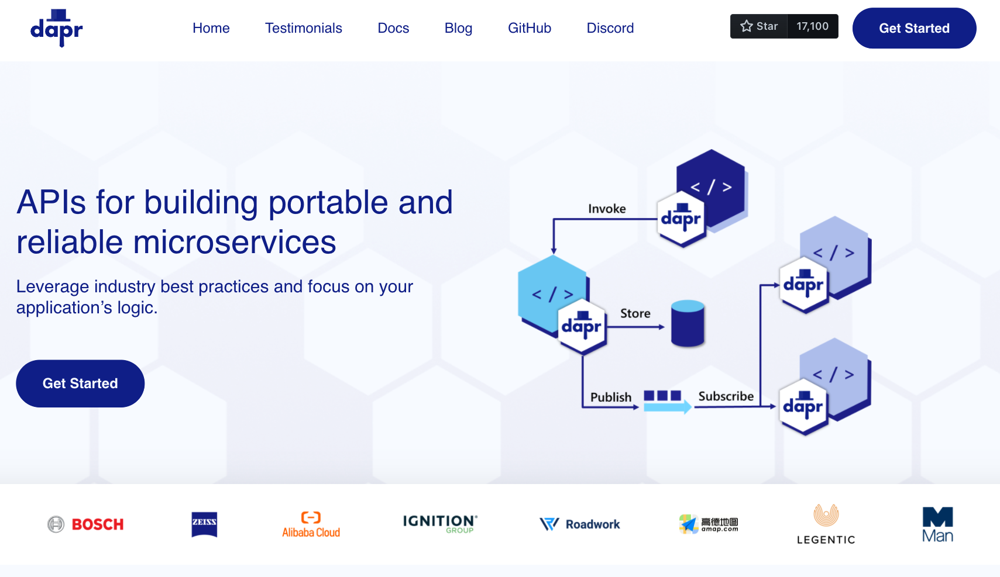 dapr
Home
Testimonials
Docs
Blog
GitHub
Discord
Star
17,100
Get Started
APIs for building portable and
reliable microservices
Leverage industry best practices and focus on your
application’s logic.
Get Started
</>
dapr
Invoke
</>
dapr
</>
dapr
Store
</>
dapr
Publish
Subscribe
BOSCH
ZEISS
Alibaba Cloud
IGNITION
GROUP
Roadwork
高德地图
amap.com
LEGENTIC
M
Man